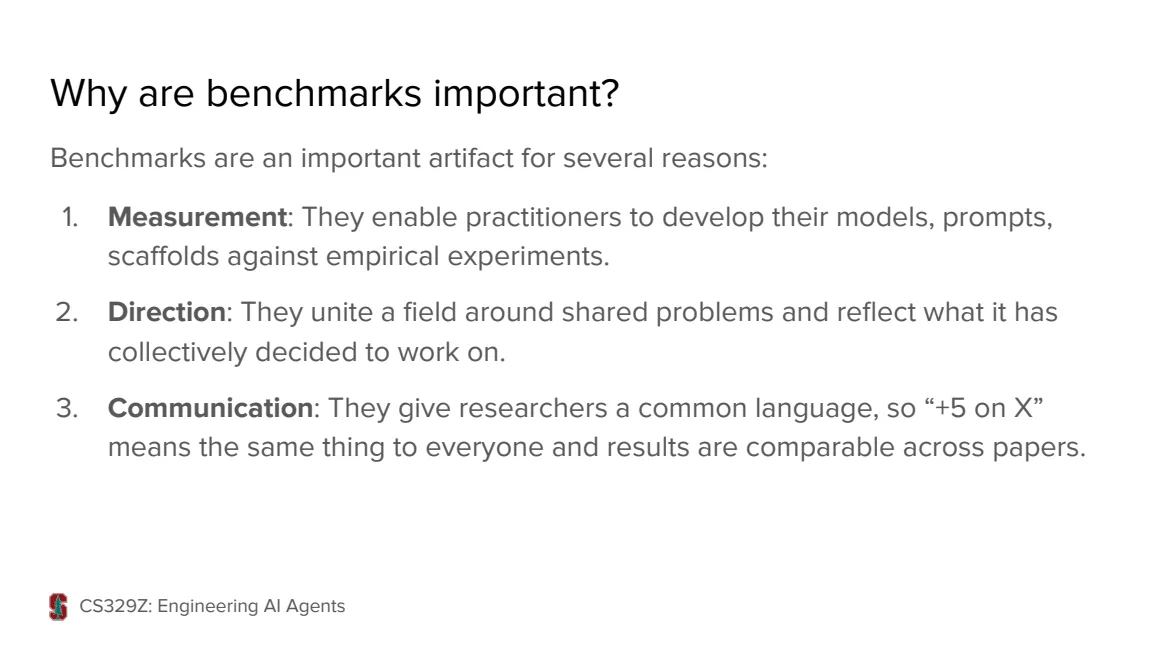 Why are benchmarks important?
Benchmarks are an important artifact for several reasons:
1. Measurement: They enable practitioners to develop their models, prompts,
scaffolds against empirical experiments.
2. Direction: They unite a field around shared problems and reflect what it has
collectively decided to work on.
3. Communication: They give researchers a common language, so “+5 on X”
means the same thing to everyone and results are comparable across papers.
CS329Z: Engineering AI Agents